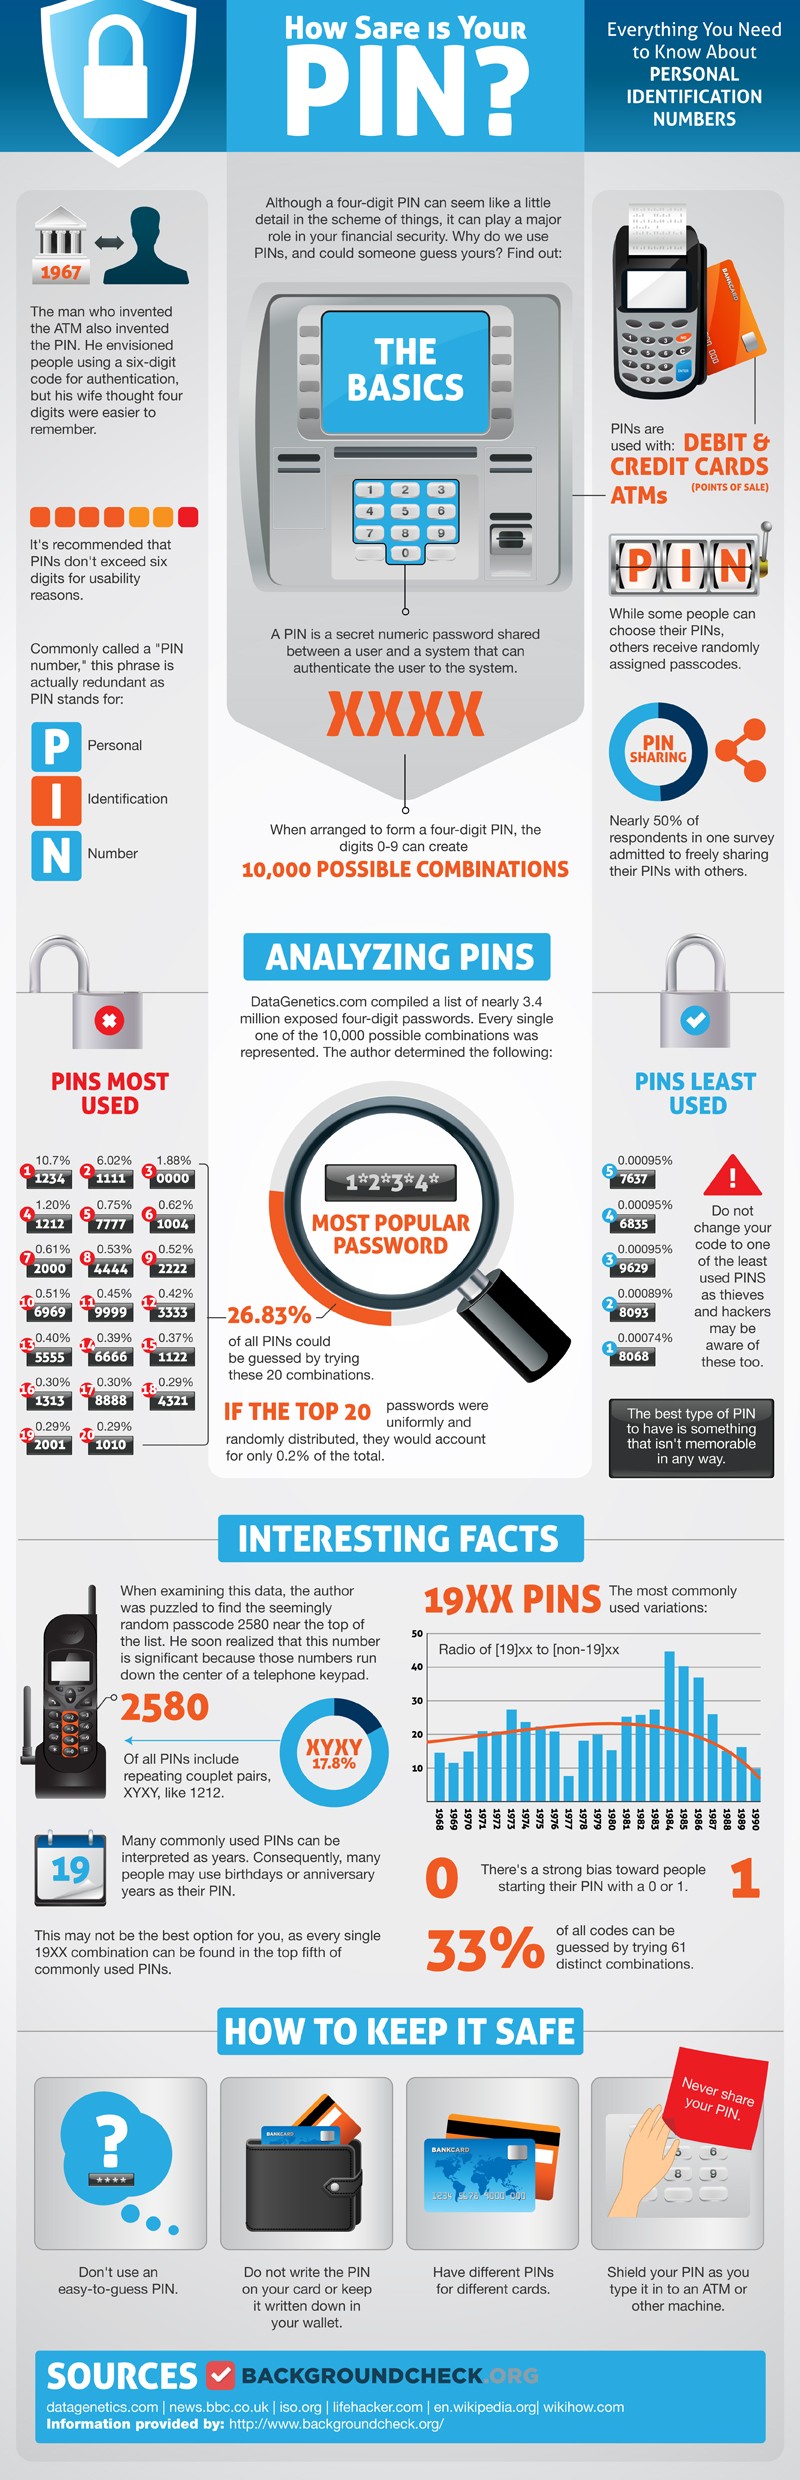 How Safe is Your
PIN?
Everything You Need
to Know About
PERSONAL
IDENTIFICATION
NUMBERS
1967
The man who invented
the ATM also invented
the PIN. He envisioned
people using a six-digit
code for authentication,
but his wife thought four
digits were easier to
remember.
It's recommended that
PINs don't exceed six
digits for usability
reasons.
Commonly called a "PIN
number," this phrase is
actually redundant as
PIN stands for:
P Personal
I Identification
N Number
Although a four-digit PIN can seem like a little
detail in the scheme of things, it can play a major
role in your financial security. Why do we use
PINs, and could someone guess yours? Find out:
THE
BASICS
1 2 3
4 5 6
7 8 9
0
A PIN is a secret numeric password shared
between a user and a system that can
authenticate the user to the system.
XXXX
When arranged to form a four-digit PIN, the
digits 0-9 can create
10,000 POSSIBLE COMBINATIONS
BANKCARD
PINs are
used with: DEBIT &
CREDIT CARDS
(POINTS OF SALE)
ATMs
PIN
While some people can
choose their PINs,
others receive randomly
assigned passcodes.
PIN
SHARING
Nearly 50% of
respondents in one survey
admitted to freely sharing
their PINs with others.
ANALYZING PINS
DataGenetics.com compiled a list of nearly 3.4
million exposed four-digit passwords. Every single
one of the 10,000 possible combinations was
represented. The author determined the following:
PINS MOST
USED
10.7% 6.02% 1.88%
1 1234 2 1111 3 0000
1.20% 0.75% 0.62%
4 1212 5 7777 6 1004
0.61% 0.53% 0.52%
7 2000 8 4444 9 2222
0.51% 0.45% 0.42%
10 6969 11 9999 12 3333
0.40% 0.39% 0.37%
13 5555 14 6666 15 1122
0.30% 0.30% 0.29%
16 1313 17 8888 18 4321
0.29% 0.29%
19 2001 20 1010
1*2*3*4*
MOST POPULAR
PASSWORD
26.83%
of all PINs could
be guessed by trying
these 20 combinations.
IF THE TOP 20 passwords were
uniformly and
randomly distributed, they would account
for only 0.2% of the total.
PINS LEAST
USED
0.00095%
5 7637
0.00095%
4 6835
0.00095%
3 9629
0.00089%
2 8093
0.00074%
1 8068
!
Do not
change your
code to one
of the least
used PINS
as thieves
and hackers
may be
aware of
these too.
The best type of PIN
to have is something
that isn't memorable
in any way.
INTERESTING FACTS
When examining this data, the author
was puzzled to find the seemingly
random passcode 2580 near the top of
the list. He soon realized that this number
is significant because those numbers run
down the center of a telephone keypad.
2580
Of all PINs include
repeating couplet pairs,
XYXY, like 1212.
XYXY
17.8%
19
Many commonly used PINs can be
interpreted as years. Consequently, many
people may use birthdays or anniversary
years as their PIN.
This may not be the best option for you, as every single
19XX combination can be found in the top fifth of
commonly used PINs.
19XX PINS The most commonly
used variations:
Radio of [19]xx to [non-19]xx
50
40
30
20
10
1968 1969 1970 1971 1972 1973 1974 1975 1976 1977 1978 1979 1980 1981 1982 1983 1984 1985 1986 1987 1988 1989 1990
0 There's a strong bias toward people
starting their PIN with a 0 or 1. 1
33% of all codes can be
guessed by trying 61
distinct combinations.
HOW TO KEEP IT SAFE
?
****
Don't use an
easy-to-guess PIN.
BANKCARD
Do not write the PIN
on your card or keep
it written down in
your wallet.
BANKCARD
Have different PINs
for different cards.
Never share
your PIN.
6
8 9
Shield your PIN as you
type it in to an ATM or
other machine.
SOURCES BACKGROUNDCHECK.ORG
datagenetics.com | news.bbc.co.uk | iso.org | lifehacker.com | en.wikipedia.org| wikihow.com
Information provided by: http://www.backgroundcheck.org/